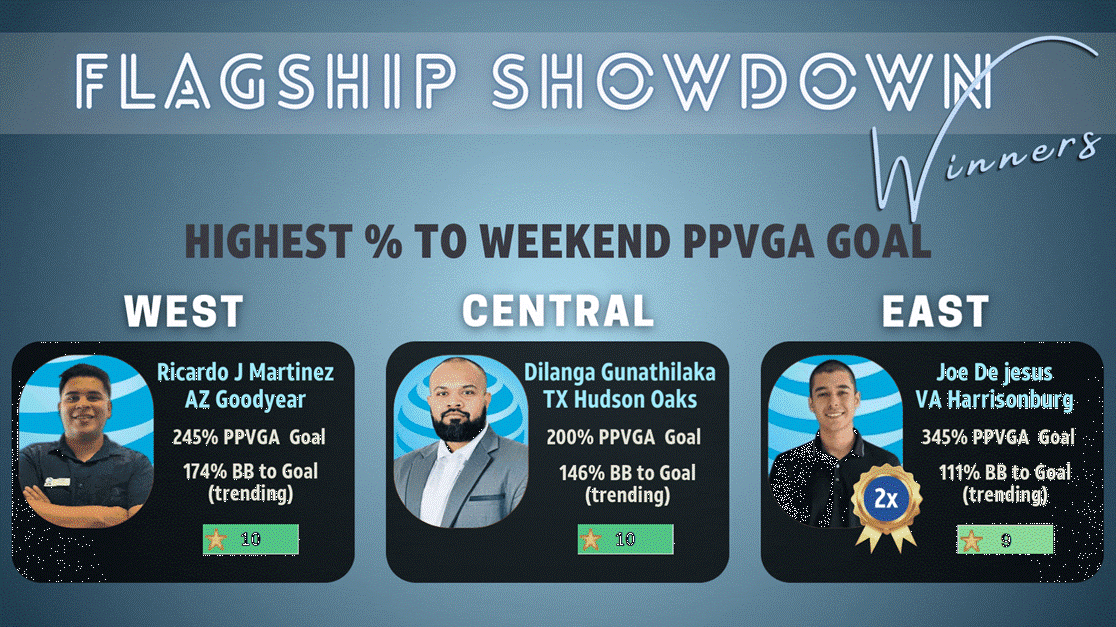 FLAGSHIP SHOWDOWN
Winners
HIGHEST % TO WEEKEND PPVGA GOAL
WEST
Ricardo J Martinez
AZ Goodyear
245% PPVGA Goal
174% BB to Goal
(trending)
10
CENTRAL
Dilanga Gunathilaka
TX Hudson Oaks
200% PPVGA Goal
146% BB to Goal
(trending)
10
EAST
Joe De jesus
VA Harrisonburg
345% PPVGA Goal
111% BB to Goal
(trending)
2x
9